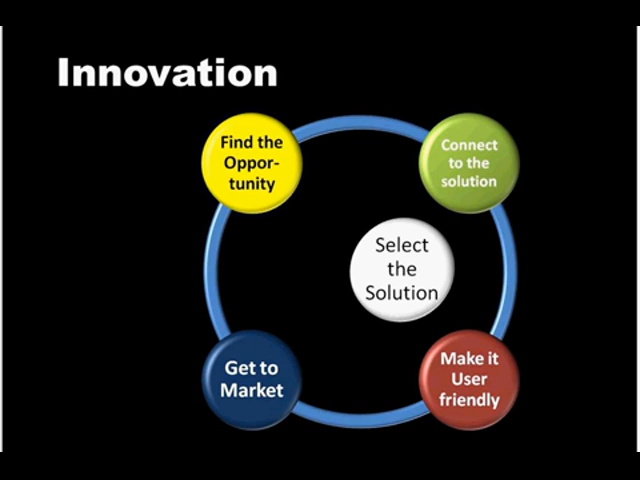 Innovation
Find the
Oppor-
tunity
Connect
to the
solution
Select
the
Solution
Get to
Market
Make it
User
friendly